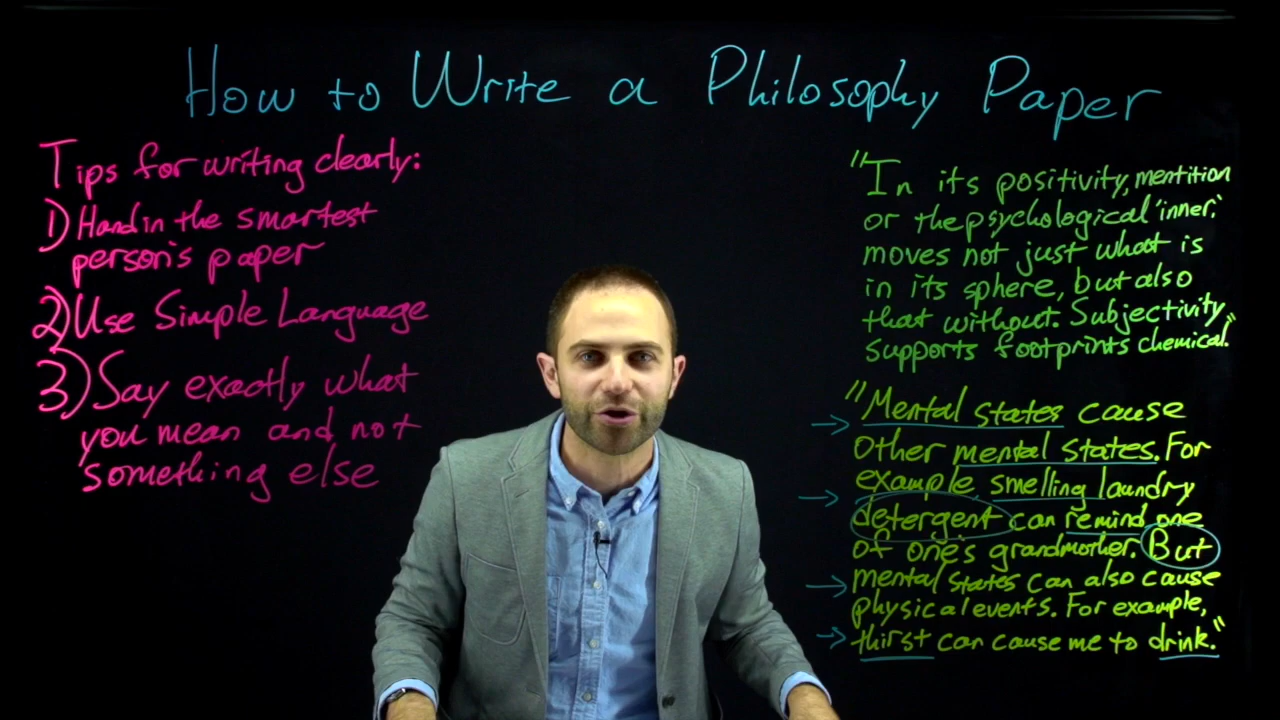 How to Write a Philosophy Paper
Tips for writing clearly:
1) Hand in the smartest
person's paper
2) Use Simple Language
3) Say exactly what
you mean and not
something else
"In its positivity, mentition
or the psychological 'inner,'
moves not just what is
in its sphere, but also
that without. Subjectivity
supports footprints chemical."
"Mental states cause
other mental states. For
example, smelling laundry
detergent can remind one
of one's grandmother. But
mental states can also cause
physical events. For example,
thirst can cause me to drink."